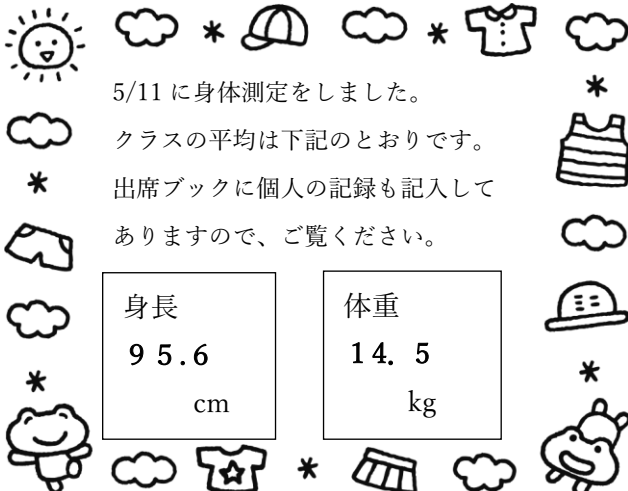 5/11 に身体測定をしました。
クラスの平均は下記のとおりです。
出席ブックに個人の記録も記入して
ありますので、ご覧ください。
身長
95.6
cm
体重
14. 5
kg